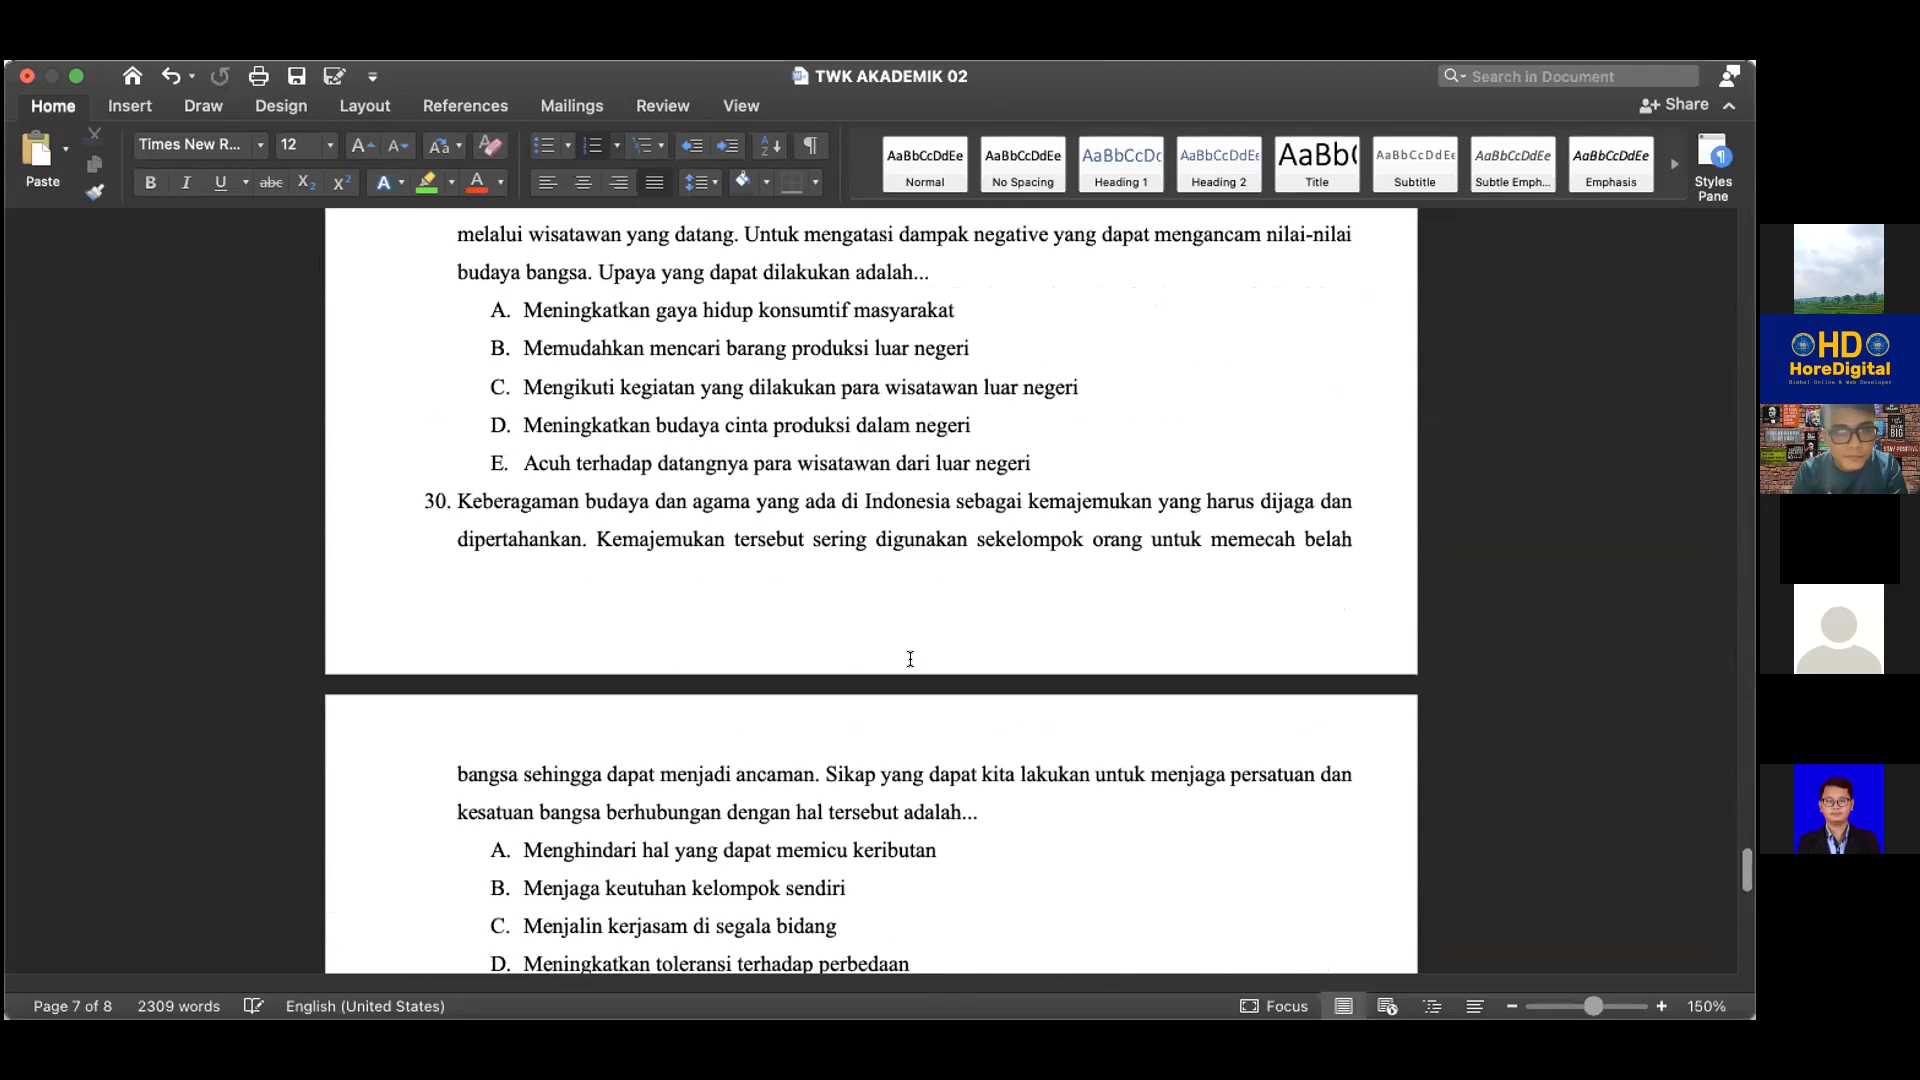 TWK AKADEMIK 02
Search in Document
Home Insert Draw Design Layout References Mailings Review View
Share
Paste
Times New R... 12
AaBbCcDdEe AaBbCcDdEe AaBbCcDc AaBbCcDdEe AaBb( AaBbCcDdEe AaBbCcDdEe AaBbCcDdEe
Normal No Spacing Heading 1 Heading 2 Title Subtitle Subtle Emph... Emphasis
Styles
Pane
melalui wisatawan yang datang. Untuk mengatasi dampak negative yang dapat mengancam nilai-nilai
budaya bangsa. Upaya yang dapat dilakukan adalah...
A. Meningkatkan gaya hidup konsumtif masyarakat
B. Memudahkan mencari barang produksi luar negeri
C. Mengikuti kegiatan yang dilakukan para wisatawan luar negeri
D. Meningkatkan budaya cinta produksi dalam negeri
E. Acuh terhadap datangnya para wisatawan dari luar negeri
30. Keberagaman budaya dan agama yang ada di Indonesia sebagai kemajemukan yang harus dijaga dan
dipertahankan. Kemajemukan tersebut sering digunakan sekelompok orang untuk memecah belah
bangsa sehingga dapat menjadi ancaman. Sikap yang dapat kita lakukan untuk menjaga persatuan dan
kesatuan bangsa berhubungan dengan hal tersebut adalah...
A. Menghindari hal yang dapat memicu keributan
B. Menjaga keutuhan kelompok sendiri
C. Menjalin kerjasam di segala bidang
D. Meningkatkan toleransi terhadap perbedaan
Page 7 of 8 2309 words English (United States) Focus 150%
HD
HoreDigital
Bimbel Online & Web Developer